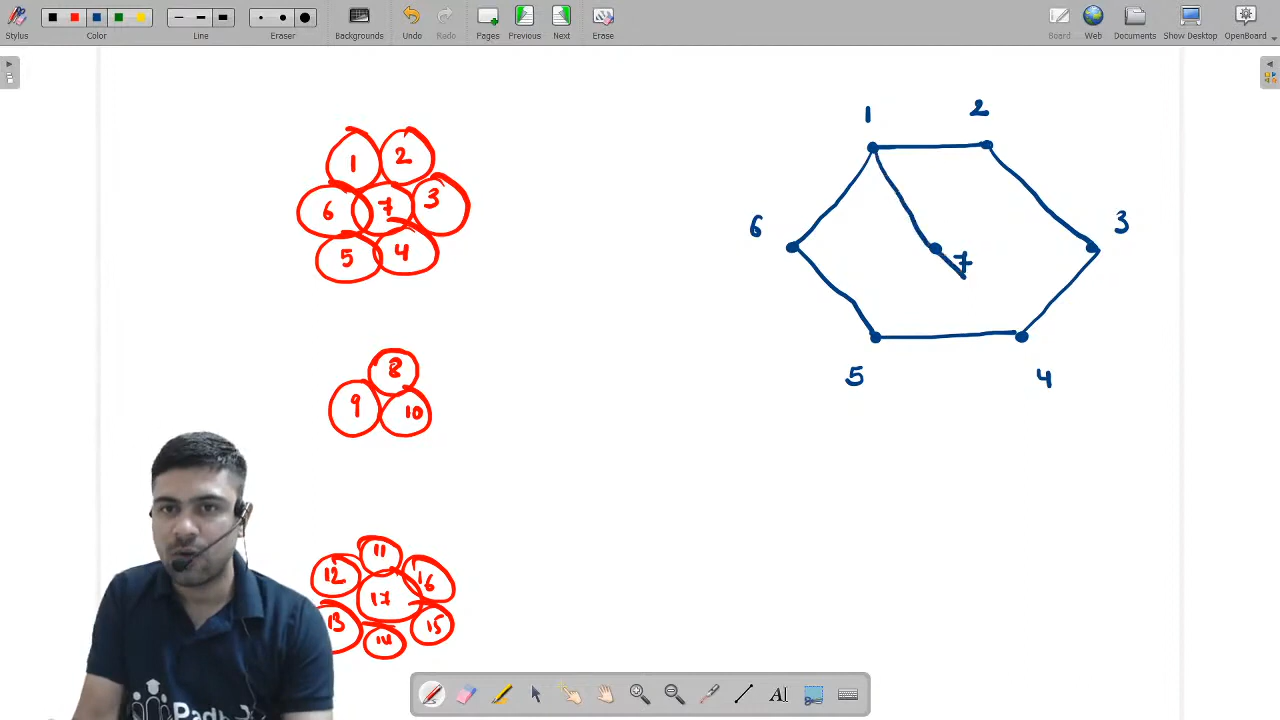 Stylus
Color
Line
Eraser
Backgrounds
Undo
Redo
Pages
Previous
Next
Erase
Board
Web
Documents
Show Desktop
OpenBoard
1 2
6 7 3
5 4
8
9 10
11
12 16
17
13 15
14
1 2
6 3
7
5 4
AI